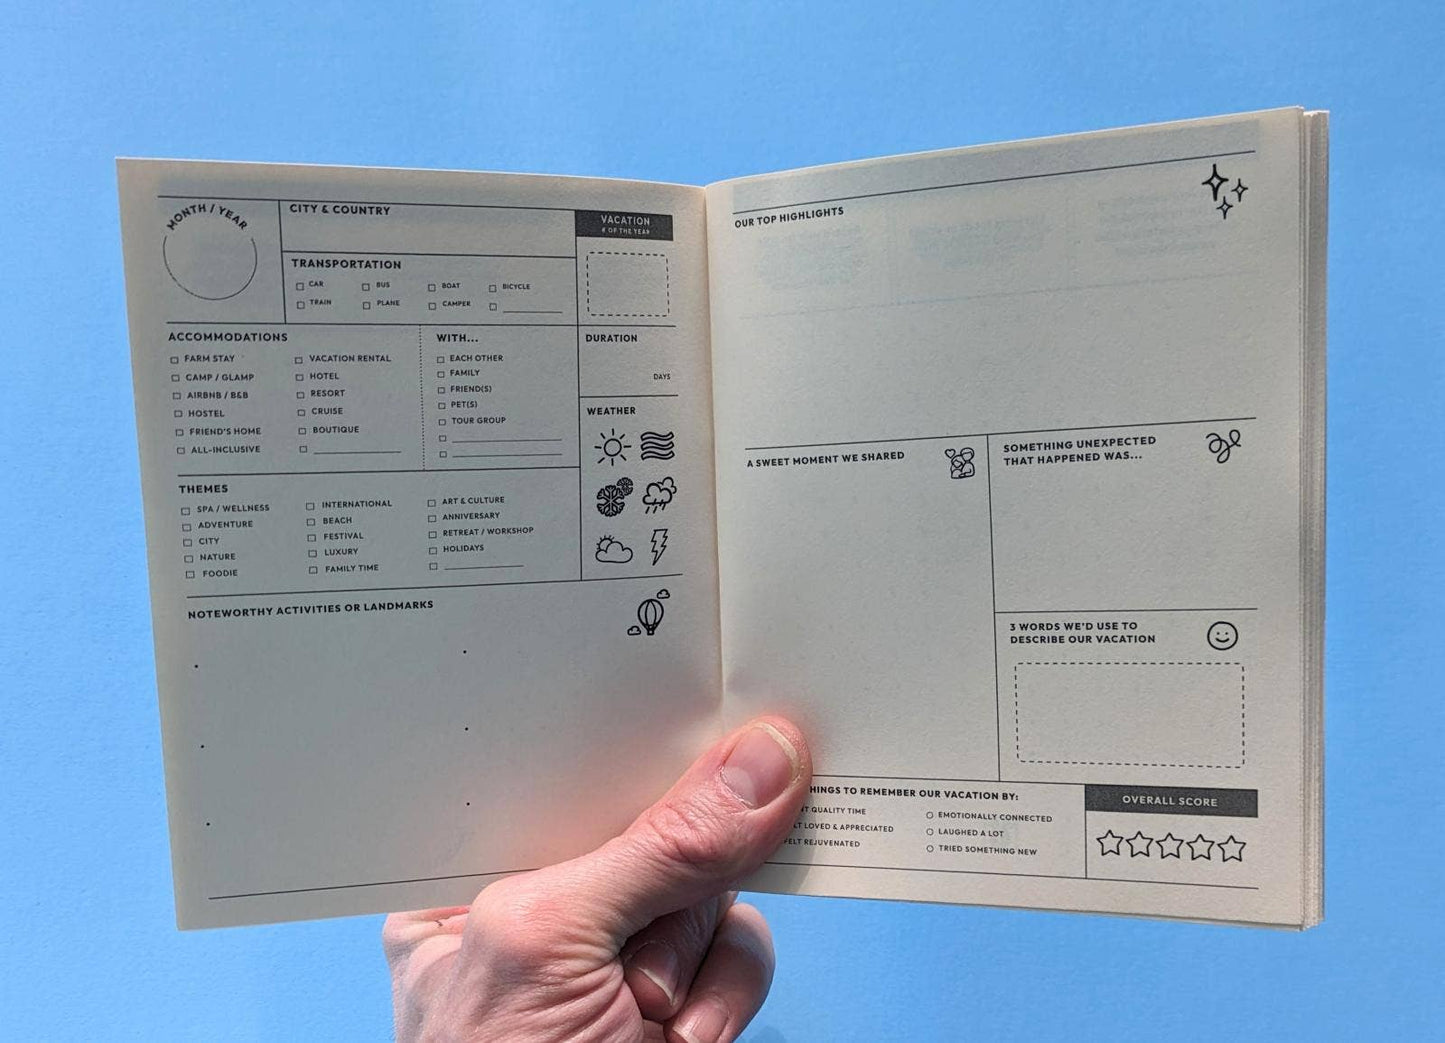 MONTH / YEAR
CITY & COUNTRY
VACATION
# OF THE YEAR
TRANSPORTATION
CAR
BUS
BOAT
BICYCLE
TRAIN
PLANE
CAMPER
ACCOMMODATIONS
FARM STAY
VACATION RENTAL
CAMP / GLAMP
HOTEL
AIRBNB / B&B
RESORT
HOSTEL
CRUISE
FRIEND'S HOME
BOUTIQUE
ALL-INCLUSIVE
WITH...
EACH OTHER
FAMILY
FRIEND(S)
PET(S)
TOUR GROUP
DURATION
DAYS
WEATHER
THEMES
SPA / WELLNESS
INTERNATIONAL
ART & CULTURE
ADVENTURE
BEACH
ANNIVERSARY
CITY
FESTIVAL
RETREAT / WORKSHOP
NATURE
LUXURY
HOLIDAYS
FOODIE
FAMILY TIME
NOTEWORTHY ACTIVITIES OR LANDMARKS
OUR TOP HIGHLIGHTS
A SWEET MOMENT WE SHARED
SOMETHING UNEXPECTED
THAT HAPPENED WAS...
3 WORDS WE'D USE TO
DESCRIBE OUR VACATION
TO REMEMBER OUR VACATION BY:
QUALITY TIME
EMOTIONALLY CONNECTED
LOVED & APPRECIATED
LAUGHED A LOT
REJUVENATED
TRIED SOMETHING NEW
OVERALL SCORE